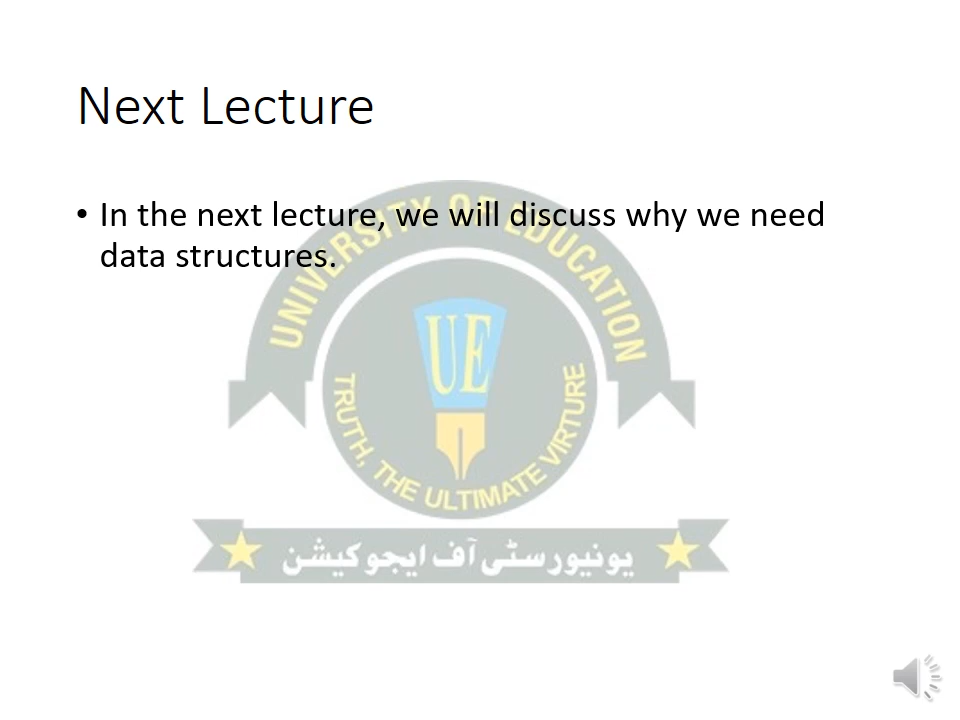 Next Lecture
• In the next lecture, we will discuss why we need
data structures.
UNIVERSITY OF EDUCATION
UE
TRUTH, THE ULTIMATE VIRTURE
یونیورسٹی آف ایجوکیشن